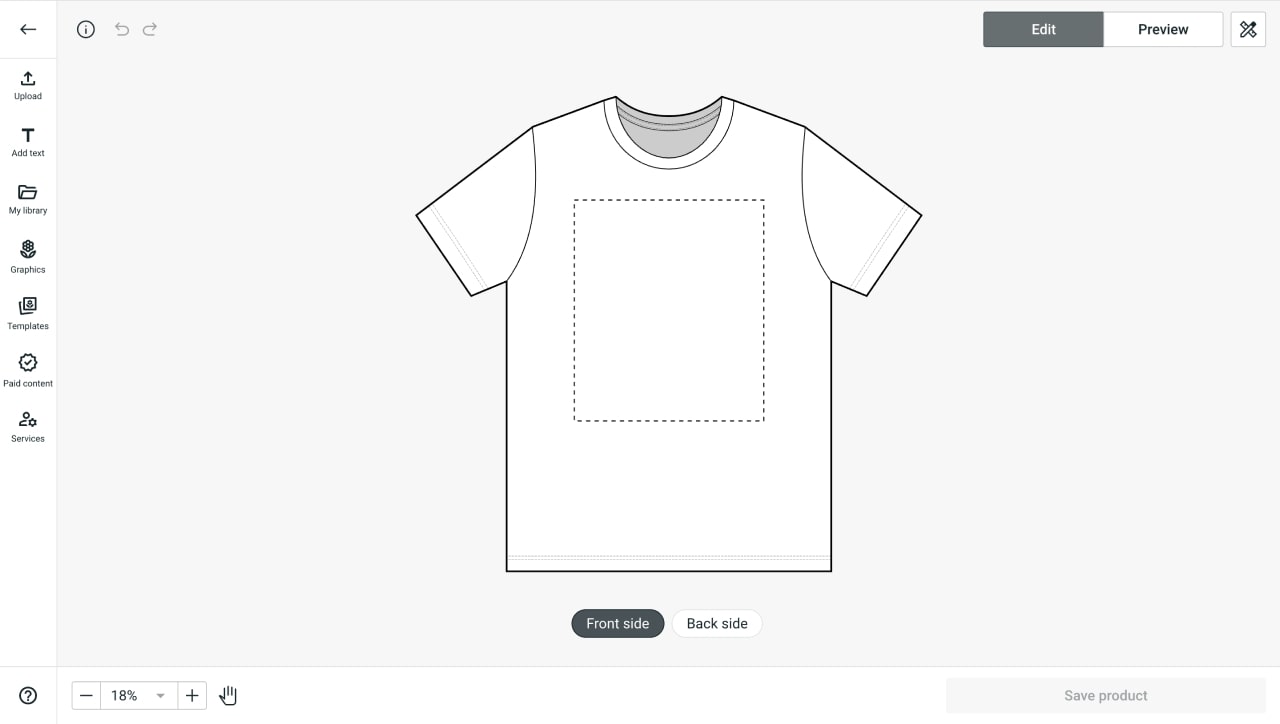 Edit
Preview
Upload
Add text
My library
Graphics
Templates
Paid content
Services
Front side
Back side
18%
Save product